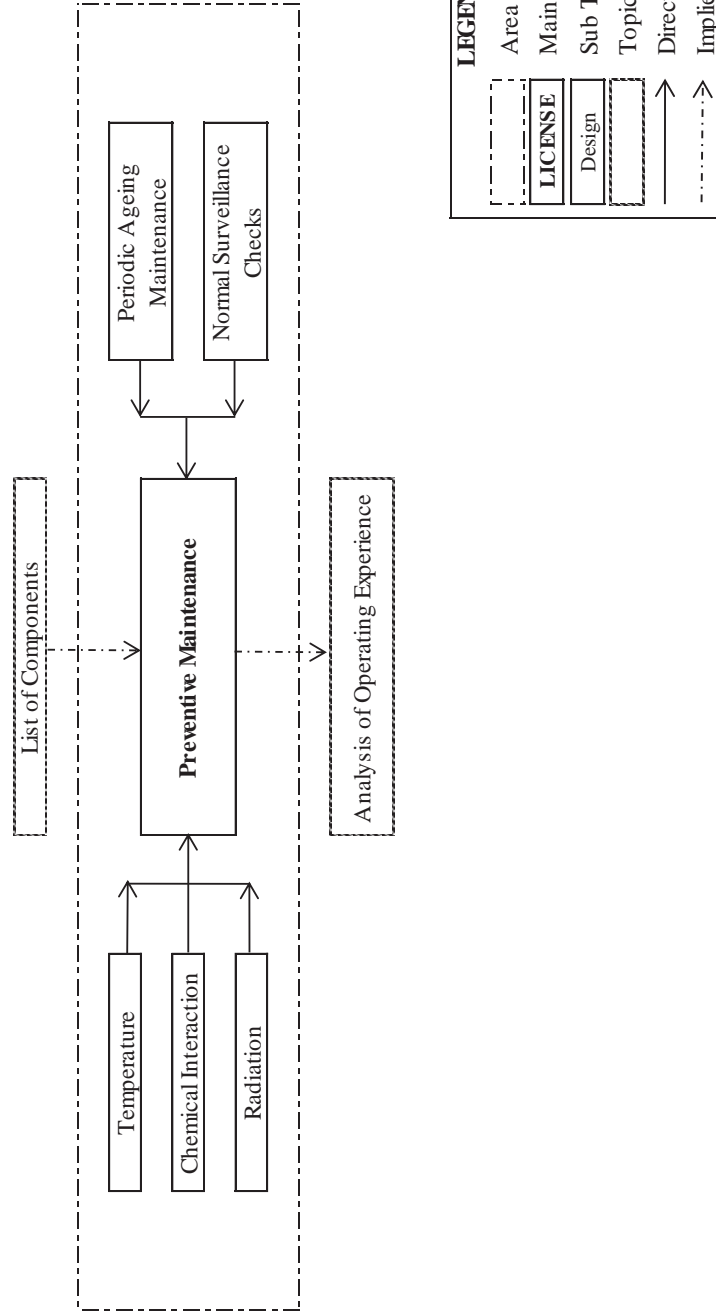 List of Components
Temperature
Chemical Interaction
Radiation
Preventive Maintenance
Periodic Ageing
Maintenance
Normal Surveillance
Checks
Analysis of Operating Experience
LEGEN
Area
LICENSE
Main
Design
Sub T
Topic
Direc
Implie